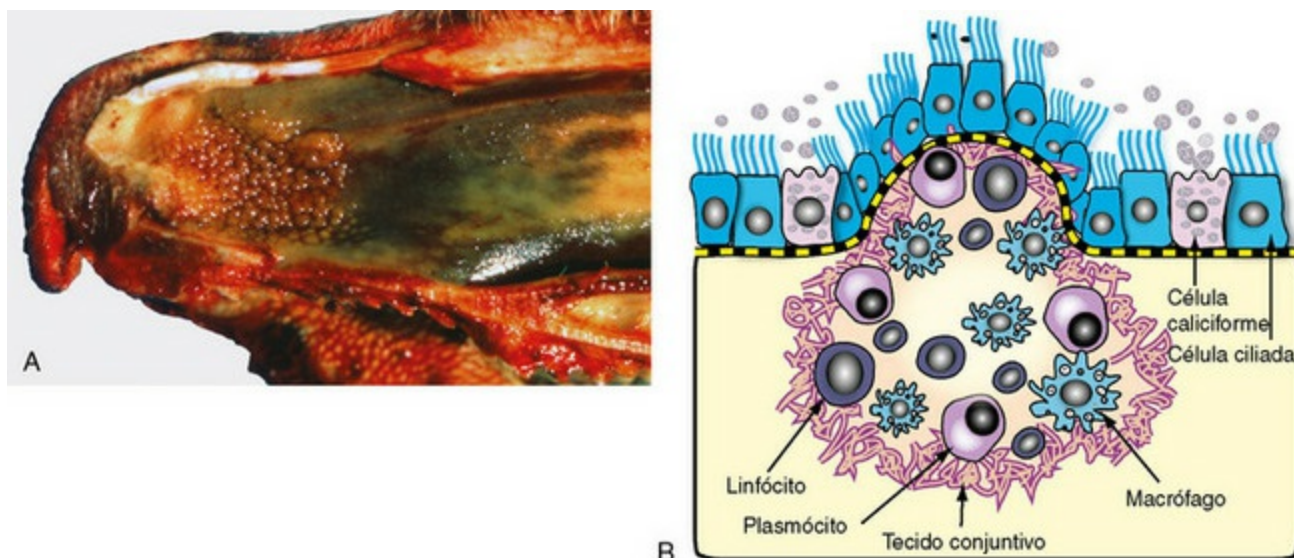 A
Célula
caliciforme
Célula ciliada
Linfócito
Plasmócito
Tecido conjuntivo
Macrófago
B